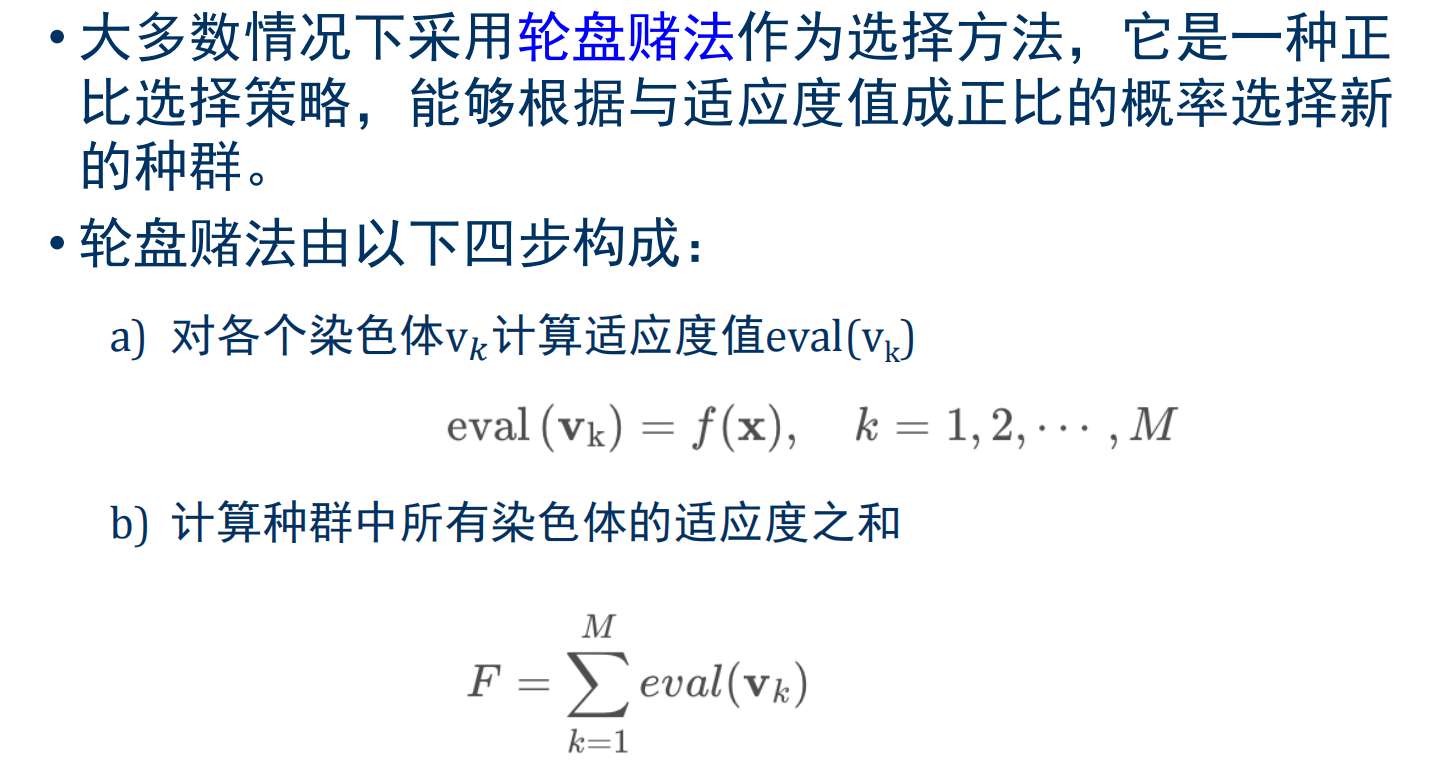 • 大多数情况下采用轮盘赌法作为选择方法，它是一种正
比选择策略，能够根据与适应度值成正比的概率选择新
的种群。
• 轮盘赌法由以下四步构成：
a) 对各个染色体v_k计算适应度值eval(v_k)
eval (v_k) = f(x), k = 1, 2, ⋯ , M
b) 计算种群中所有染色体的适应度之和
F = \sum_{k=1}^{M} eval(v_k)